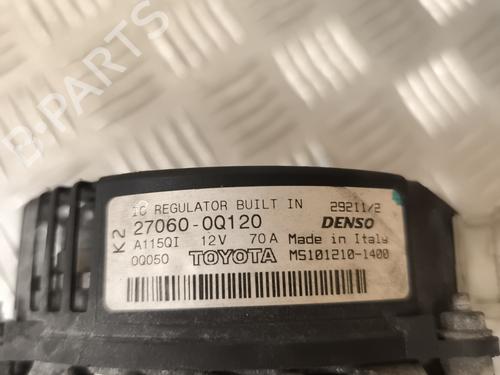 B-PARTS
IC REGULATOR BUILT IN 29211/2
K2 27060-0Q120 DENSO
A115QI 12V 70A Made in Italy
0Q050 TOYOTA MS101210-1400